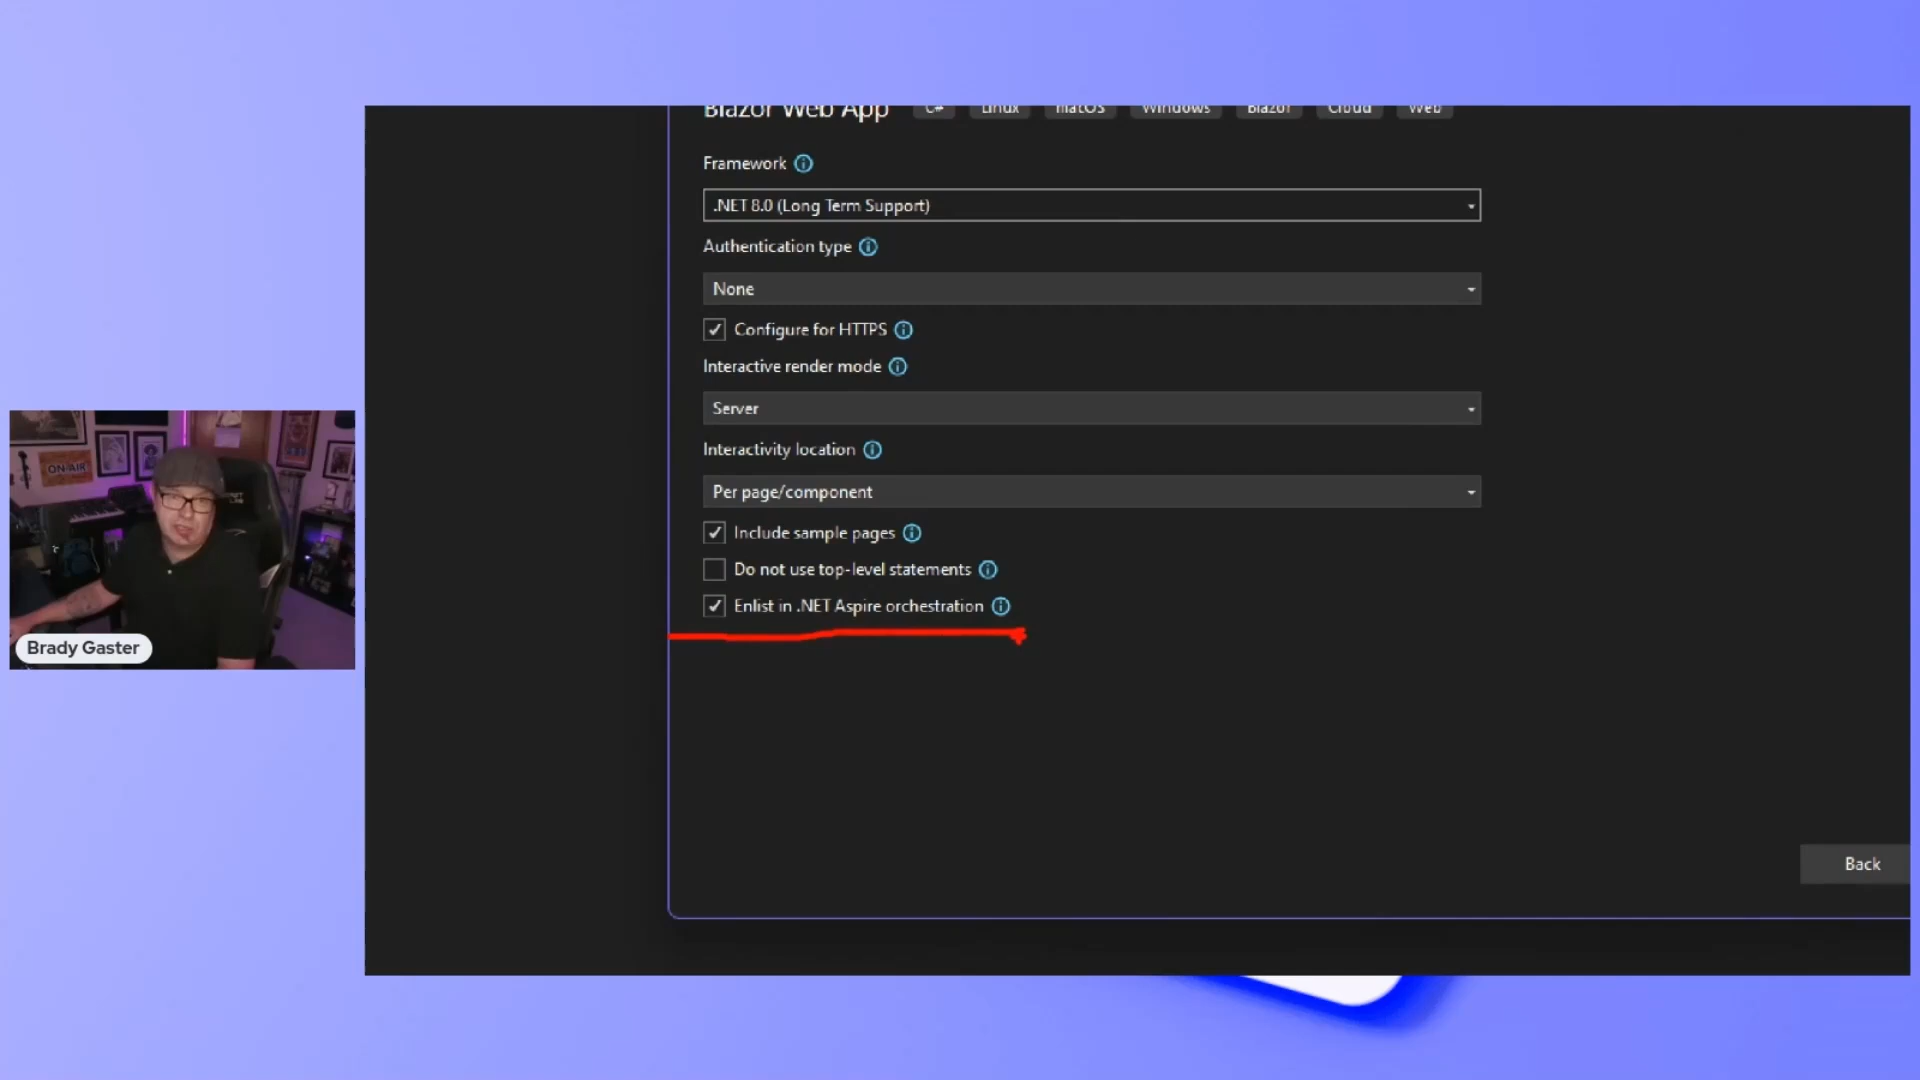 Blazor Web App C# Linux macOS Windows Blazor Cloud Web
Framework
.NET 8.0 (Long Term Support)
Authentication type
None
Configure for HTTPS
Interactive render mode
Server
Interactivity location
Per page/component
Include sample pages
Do not use top-level statements
Enlist in .NET Aspire orchestration
Back
ON AIR
Brady Gaster